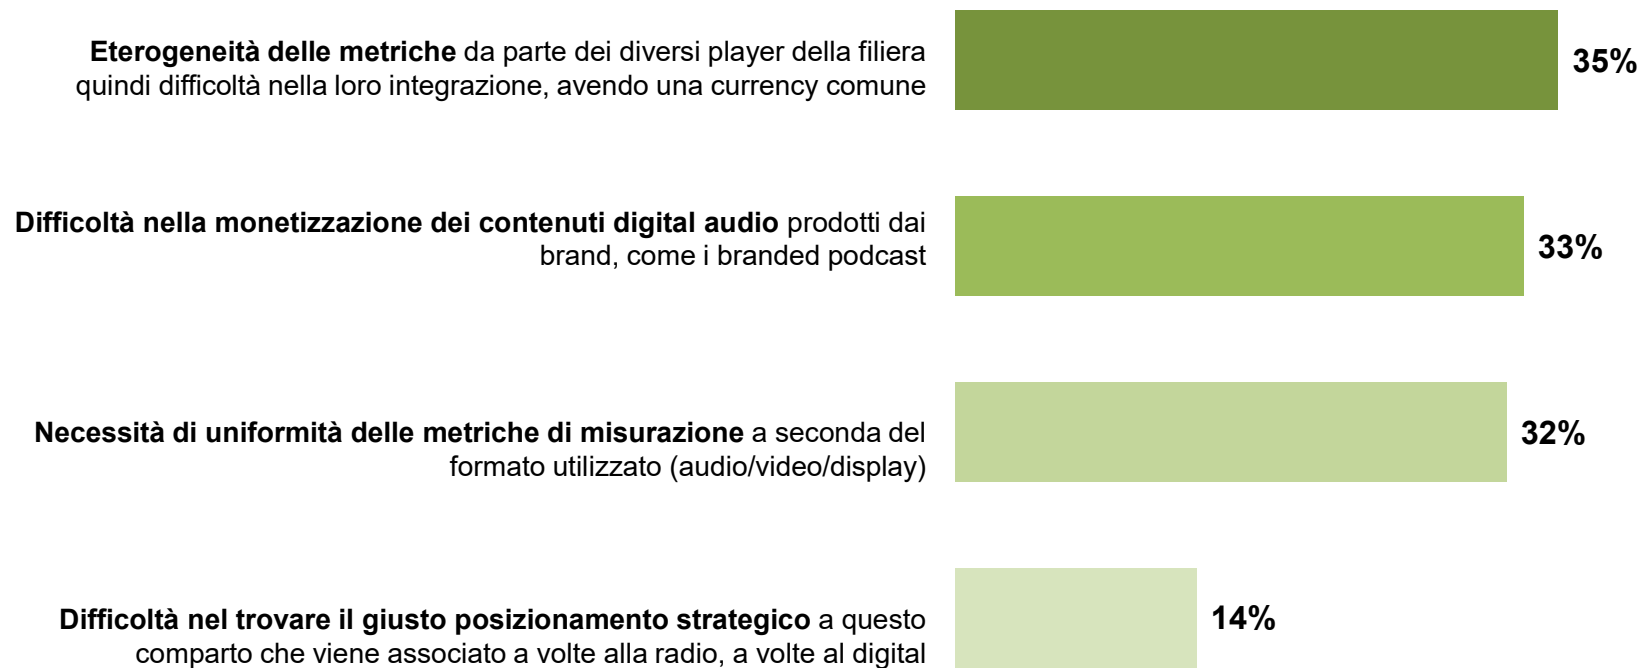 Eterogeneità delle metriche da parte dei diversi player della filiera
quindi difficoltà nella loro integrazione, avendo una currency comune
35%
Difficoltà nella monetizzazione dei contenuti digital audio prodotti dai
brand, come i branded podcast
33%
Necessità di uniformità delle metriche di misurazione a seconda del
formato utilizzato (audio/video/display)
32%
Difficoltà nel trovare il giusto posizionamento strategico a questo
comparto che viene associato a volte alla radio, a volte al digital
14%